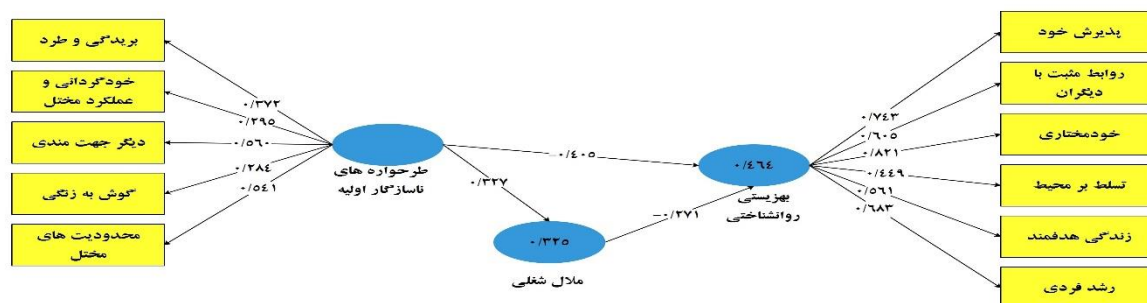 بریدگی و طرد
خودگردانی و
عملکرد مختل
دیگر جهت مندی
گوش به زنگی
محدودیت های
مختل
۰/۳۷۲
۰/۲۹۵
۰/۵۶۰
۰/۲۸۴
۰/۵۴۱
طرحواره های
ناسازگار اولیه
۰/۴۰۵
۰/۳۲۷
۰/۳۲۵
ملال شغلی
-۰/۲۷۱
۰/۴۶۴
بهزیستی
روانشناختی
۰/۷۴۳
۰/۶۰۵
۰/۸۲۱
۰/۴۴۹
۰/۵۶۱
۰/۶۸۳
پذیرش خود
روابط مثبت با
دیگران
خودمختاری
تسلط بر محیط
زندگی هدفمند
رشد فردی